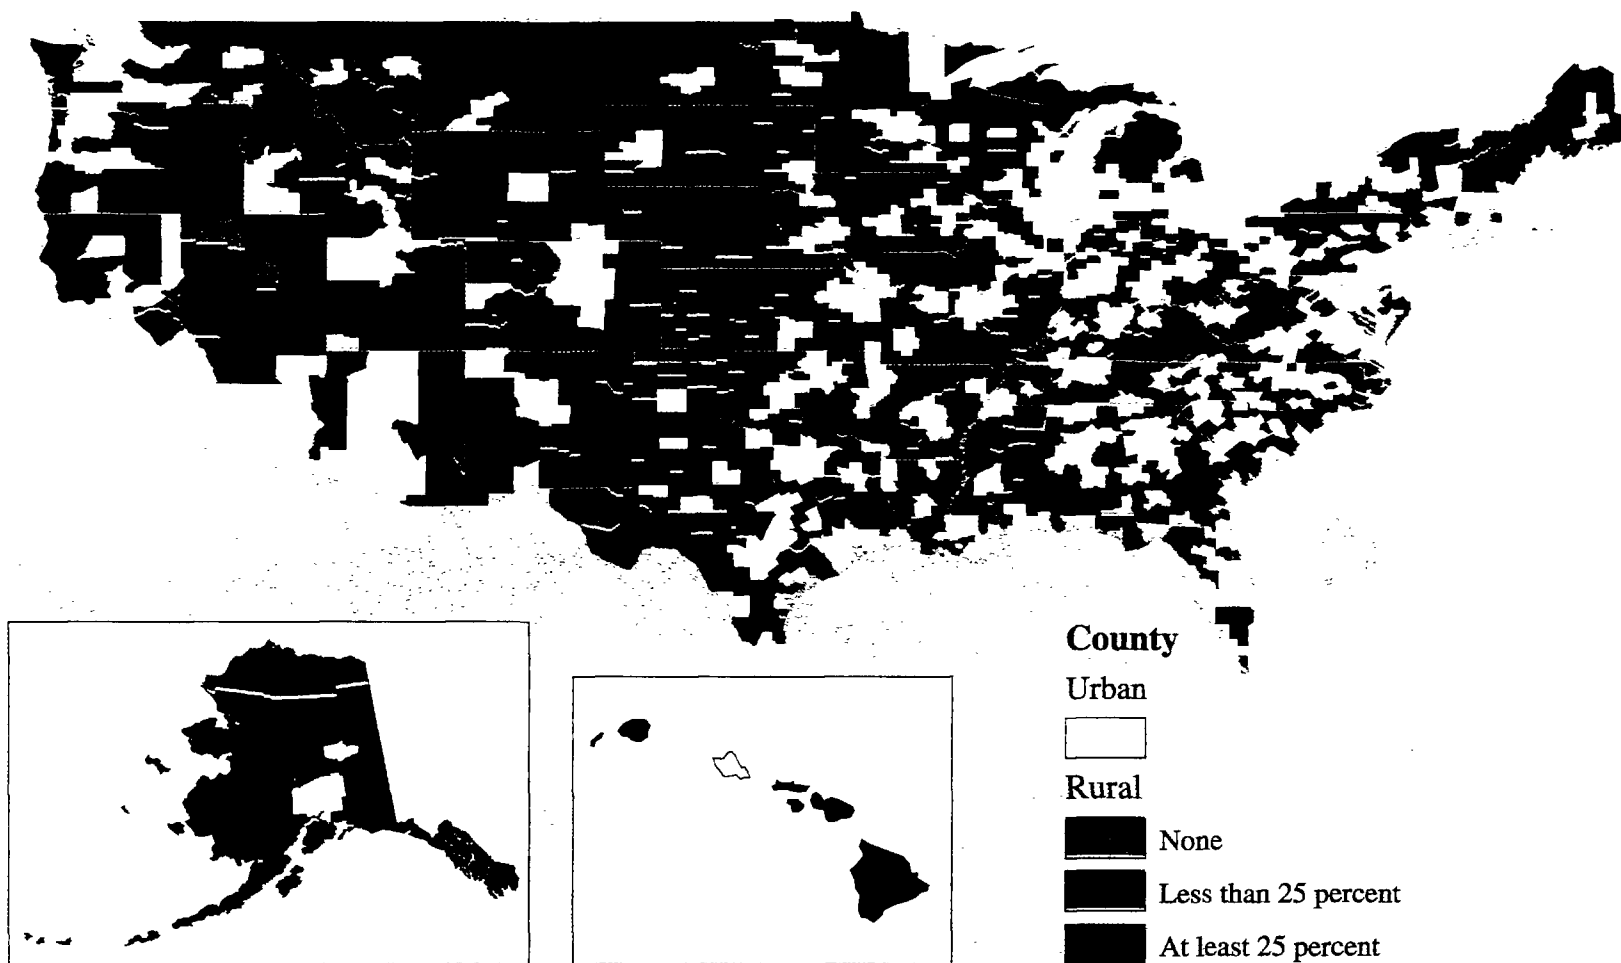 County
Urban
Rural
None
Less than 25 percent
At least 25 percent